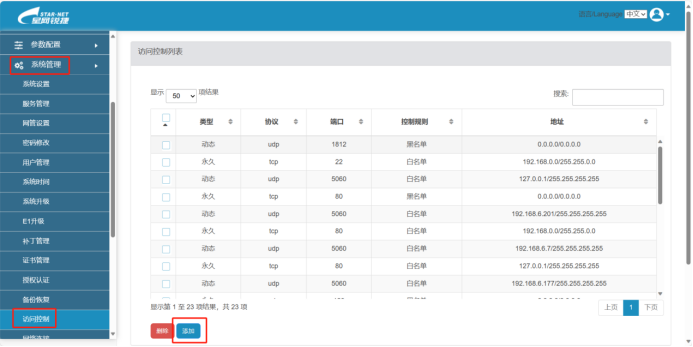 STAR-NET
星网锐捷
语言/Language 中文
参数配置
系统管理
系统设置
服务管理
网管设置
密码修改
用户管理
系统时间
系统升级
E1升级
补丁管理
证书管理
授权认证
备份恢复
访问控制
访问控制列表
显示 50 项结果
搜索:
类型 协议 端口 控制规则 地址
动态 udp 1812 黑名单 0.0.0.0/0.0.0.0
永久 tcp 22 白名单 192.168.0.0/255.255.0.0
动态 udp 5060 白名单 127.0.0.1/255.255.255.255
永久 tcp 80 黑名单 0.0.0.0/0.0.0.0
动态 udp 5060 白名单 192.168.6.201/255.255.255.255
永久 tcp 80 白名单 192.168.0.0/255.255.0.0
动态 udp 5060 白名单 192.168.6.7/255.255.255.255
永久 tcp 80 白名单 127.0.0.1/255.255.255.255
动态 udp 5060 白名单 192.168.6.177/255.255.255.255
显示第 1 至 23 项结果，共 23 项
上页 1 下页
删除 添加